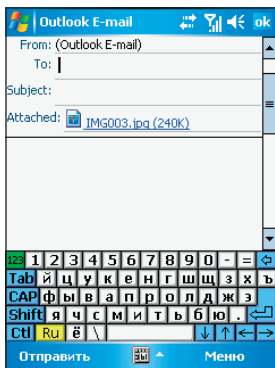 Outlook E-mail ok
From: (Outlook E-mail)
To:
Subject:
Attached: IMG003.jpg (240K)
123 1 2 3 4 5 6 7 8 9 0 - =
Tab й ц у к е н г ш щ з х ъ
CAP ф ы в а п р о л д ж э
Shift я ч с м и т ь б ю .
Ctl Ru ё \
Отправить Меню